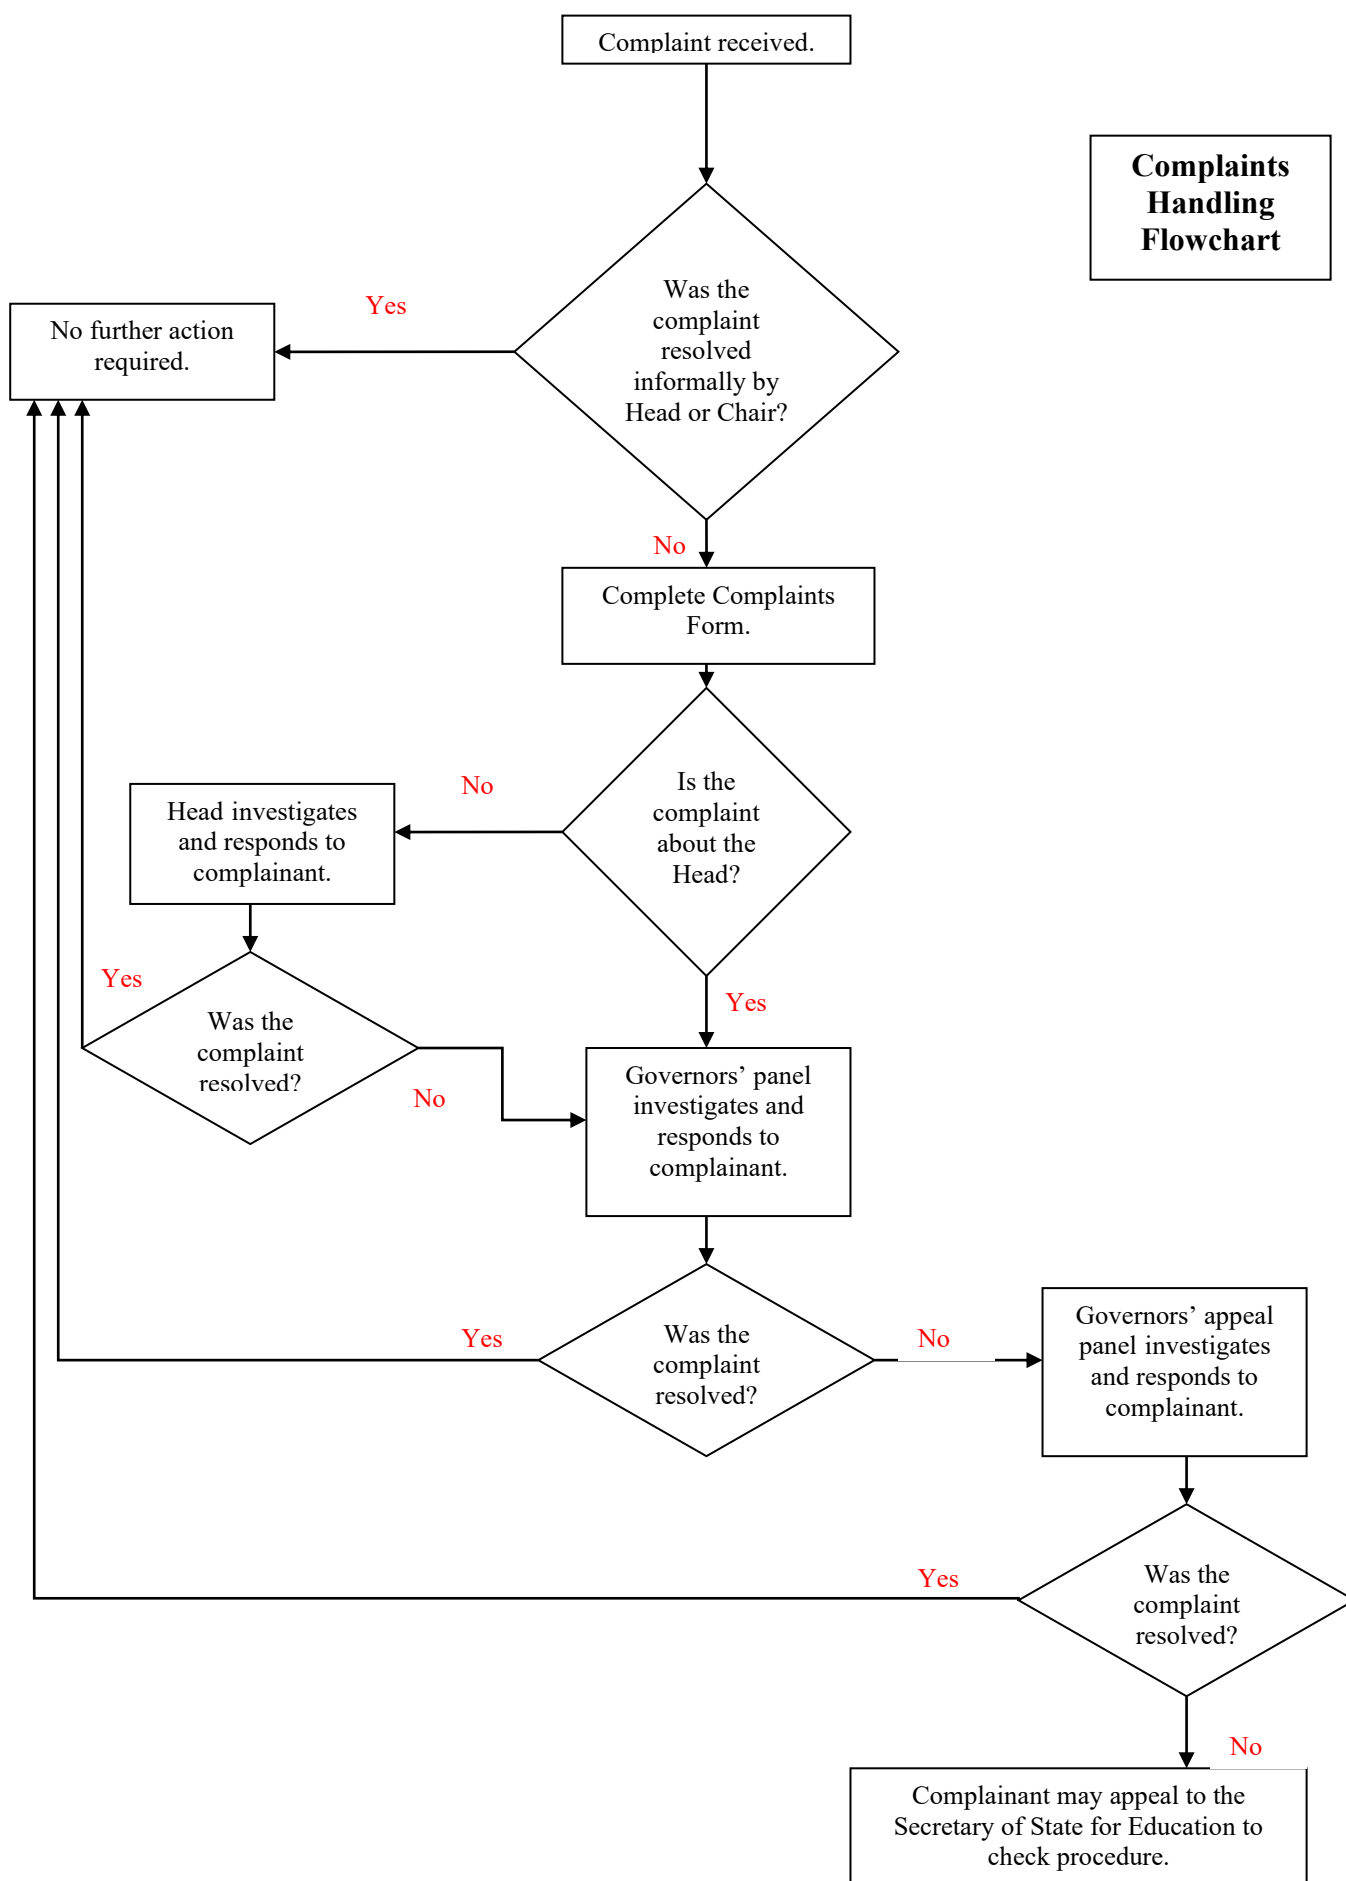 Complaint received.
Complaints
Handling
Flowchart
Was the
complaint
resolved
informally by
Head or Chair?
Yes
No further action
required.
No
Complete Complaints
Form.
Is the
complaint
about the
Head?
No
Head investigates
and responds to
complainant.
Yes
Was the
complaint
resolved?
No
Yes
Governors’ panel
investigates and
responds to
complainant.
Was the
complaint
resolved?
Yes
No
Governors’ appeal
panel investigates
and responds to
complainant.
Was the
complaint
resolved?
Yes
No
Complainant may appeal to the
Secretary of State for Education to
check procedure.